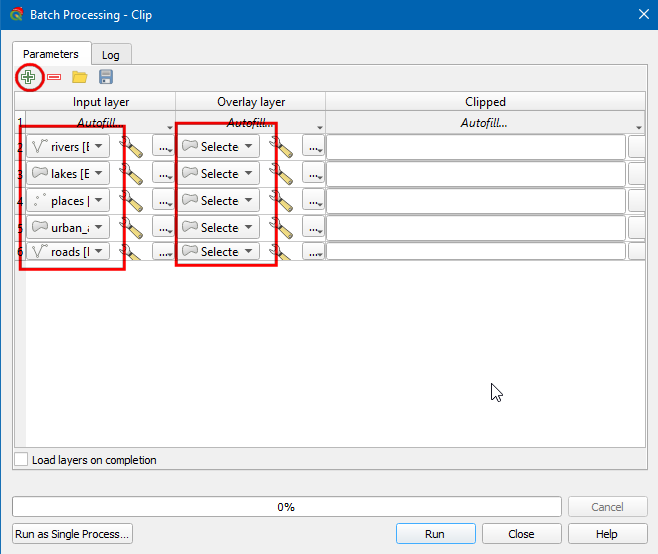 Batch Processing - Clip
Parameters Log
Input layer Overlay layer Clipped
1 Autofill... Autofill... Autofill...
2 rivers [E ... Selecte ...
3 lakes [E ... Selecte ...
4 places [ ... Selecte ...
5 urban_a ... Selecte ...
6 roads [ ... Selecte ...
Load layers on completion
0% Cancel
Run as Single Process... Run Close Help